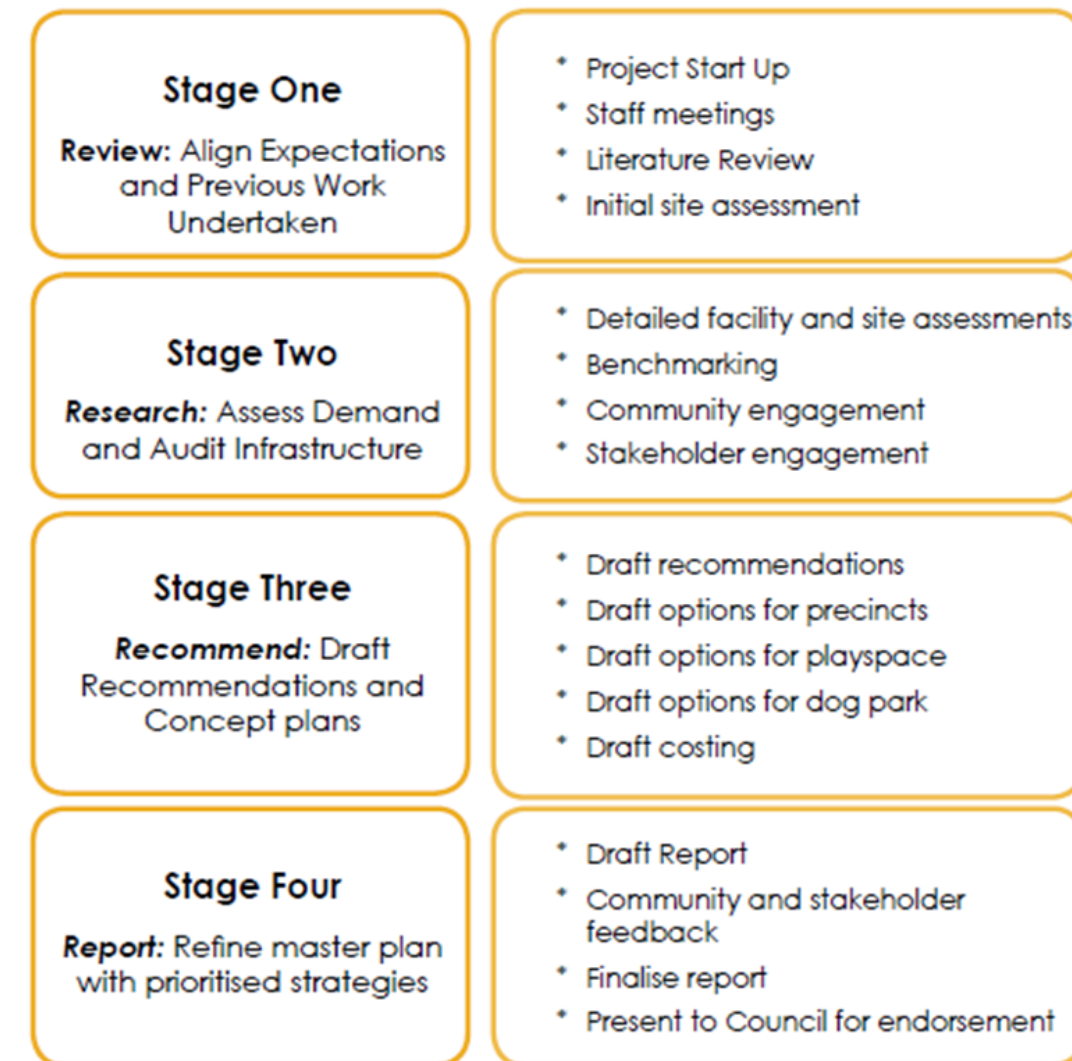 Stage One
Review: Align Expectations
and Previous Work
Undertaken
* Project Start Up
* Staff meetings
* Literature Review
* Initial site assessment
Stage Two
Research: Assess Demand
and Audit Infrastructure
* Detailed facility and site assessments
* Benchmarking
* Community engagement
* Stakeholder engagement
Stage Three
Recommend: Draft
Recommendations and
Concept plans
* Draft recommendations
* Draft options for precincts
* Draft options for playspace
* Draft options for dog park
* Draft costing
Stage Four
Report: Refine master plan
with prioritised strategies
* Draft Report
* Community and stakeholder
feedback
* Finalise report
* Present to Council for endorsement